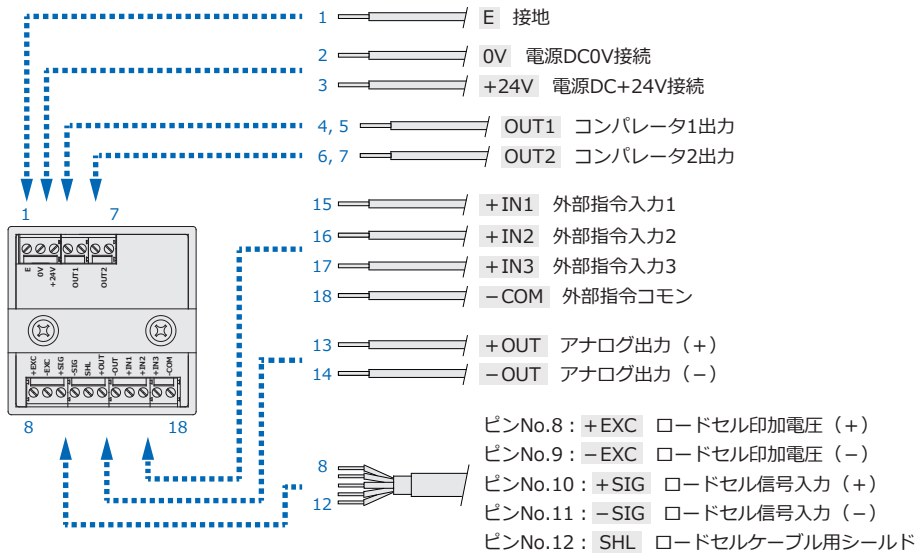 1 E 接地
2 0V 電源DC0V接続
3 +24V 電源DC+24V接続
4, 5 OUT1 コンパレータ1出力
6, 7 OUT2 コンパレータ2出力
15 +IN1 外部指令入力1
16 +IN2 外部指令入力2
17 +IN3 外部指令入力3
18 −COM 外部指令コモン
13 +OUT アナログ出力（+）
14 −OUT アナログ出力（−）
8
12
ピンNo.8：+EXC ロードセル印加電圧（+）
ピンNo.9：−EXC ロードセル印加電圧（−）
ピンNo.10：+SIG ロードセル信号入力（+）
ピンNo.11：−SIG ロードセル信号入力（−）
ピンNo.12：SHL ロードセルケーブル用シールド
1 7
E
0V
+24V
OUT1
OUT2
+EXC
-EXC
+SIG
-SIG
SHL
+OUT
-OUT
+IN1
+IN2
+IN3
-COM
8 18